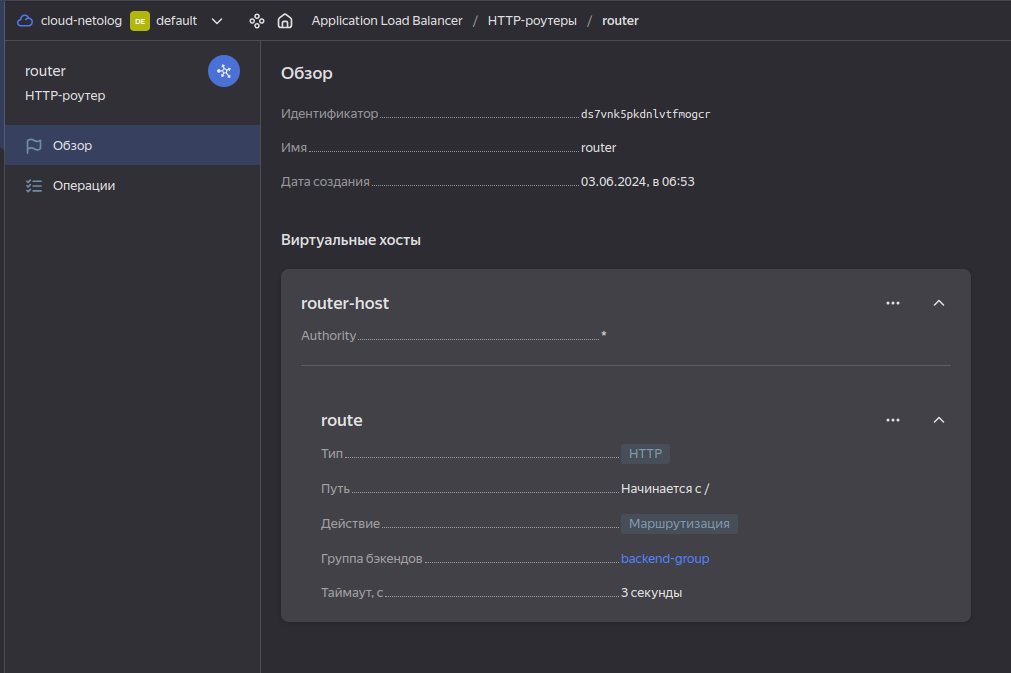 cloud-netolog DE default Application Load Balancer / HTTP-роутеры / router
router
HTTP-роутер
Обзор
Операции
Обзор
Идентификатор ds7vnk5pkdnlvtfmogcr
Имя router
Дата создания 03.06.2024, в 06:53
Виртуальные хосты
router-host
Authority *
route
Тип HTTP
Путь Начинается с /
Действие Маршрутизация
Группа бэкендов backend-group
Таймаут, с 3 секунды